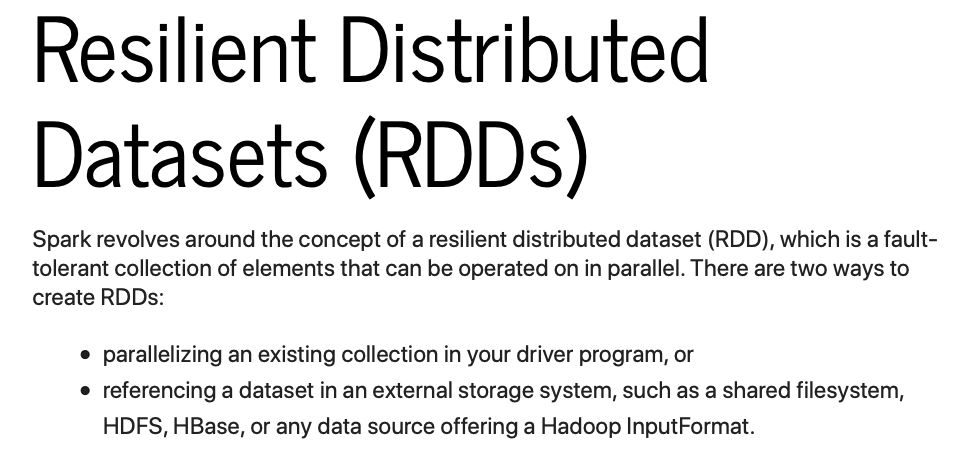 Resilient Distributed
Datasets (RDDs)
Spark revolves around the concept of a resilient distributed dataset (RDD), which is a fault-
tolerant collection of elements that can be operated on in parallel. There are two ways to
create RDDs:
• parallelizing an existing collection in your driver program, or
• referencing a dataset in an external storage system, such as a shared filesystem,
HDFS, HBase, or any data source offering a Hadoop InputFormat.